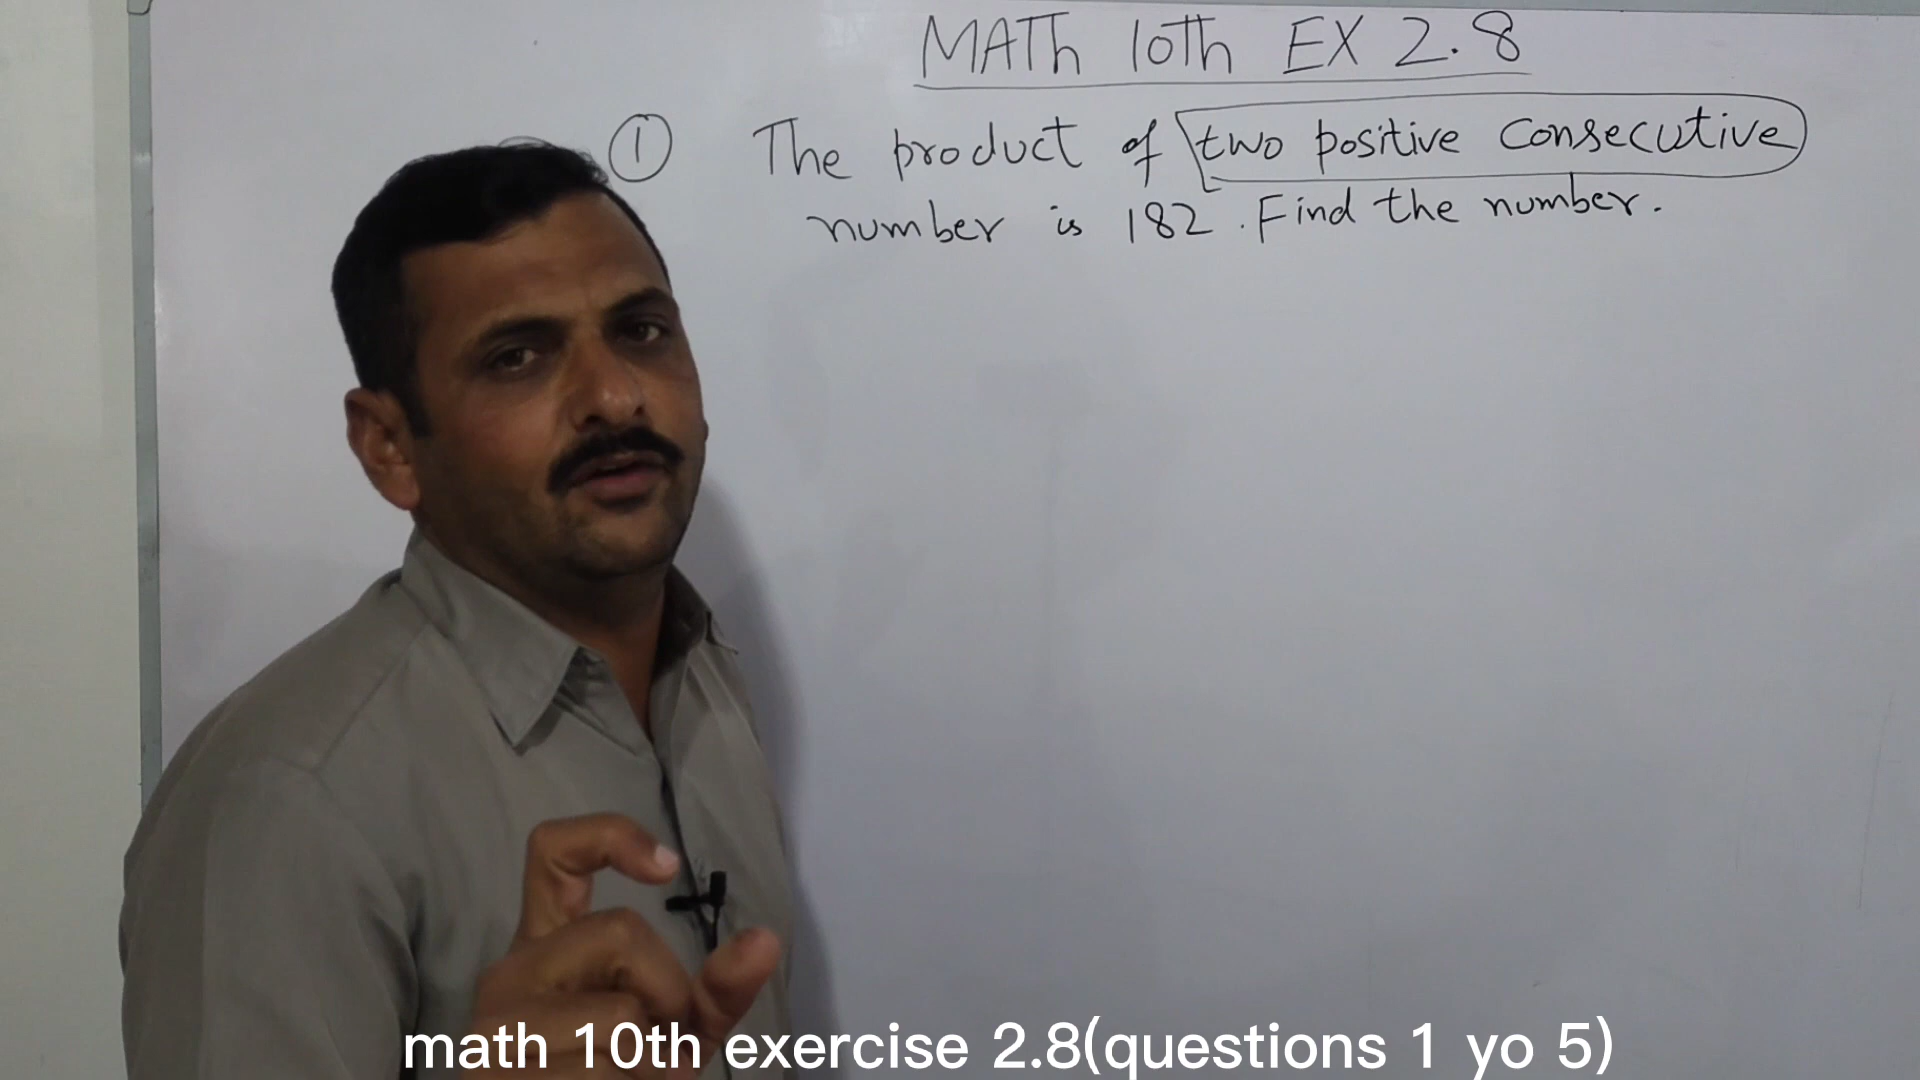 MATh 10th EX 2.8
① The product of two positive consecutive
number is 182. Find the number.
math 10th exercise 2.8(questions 1 yo 5)